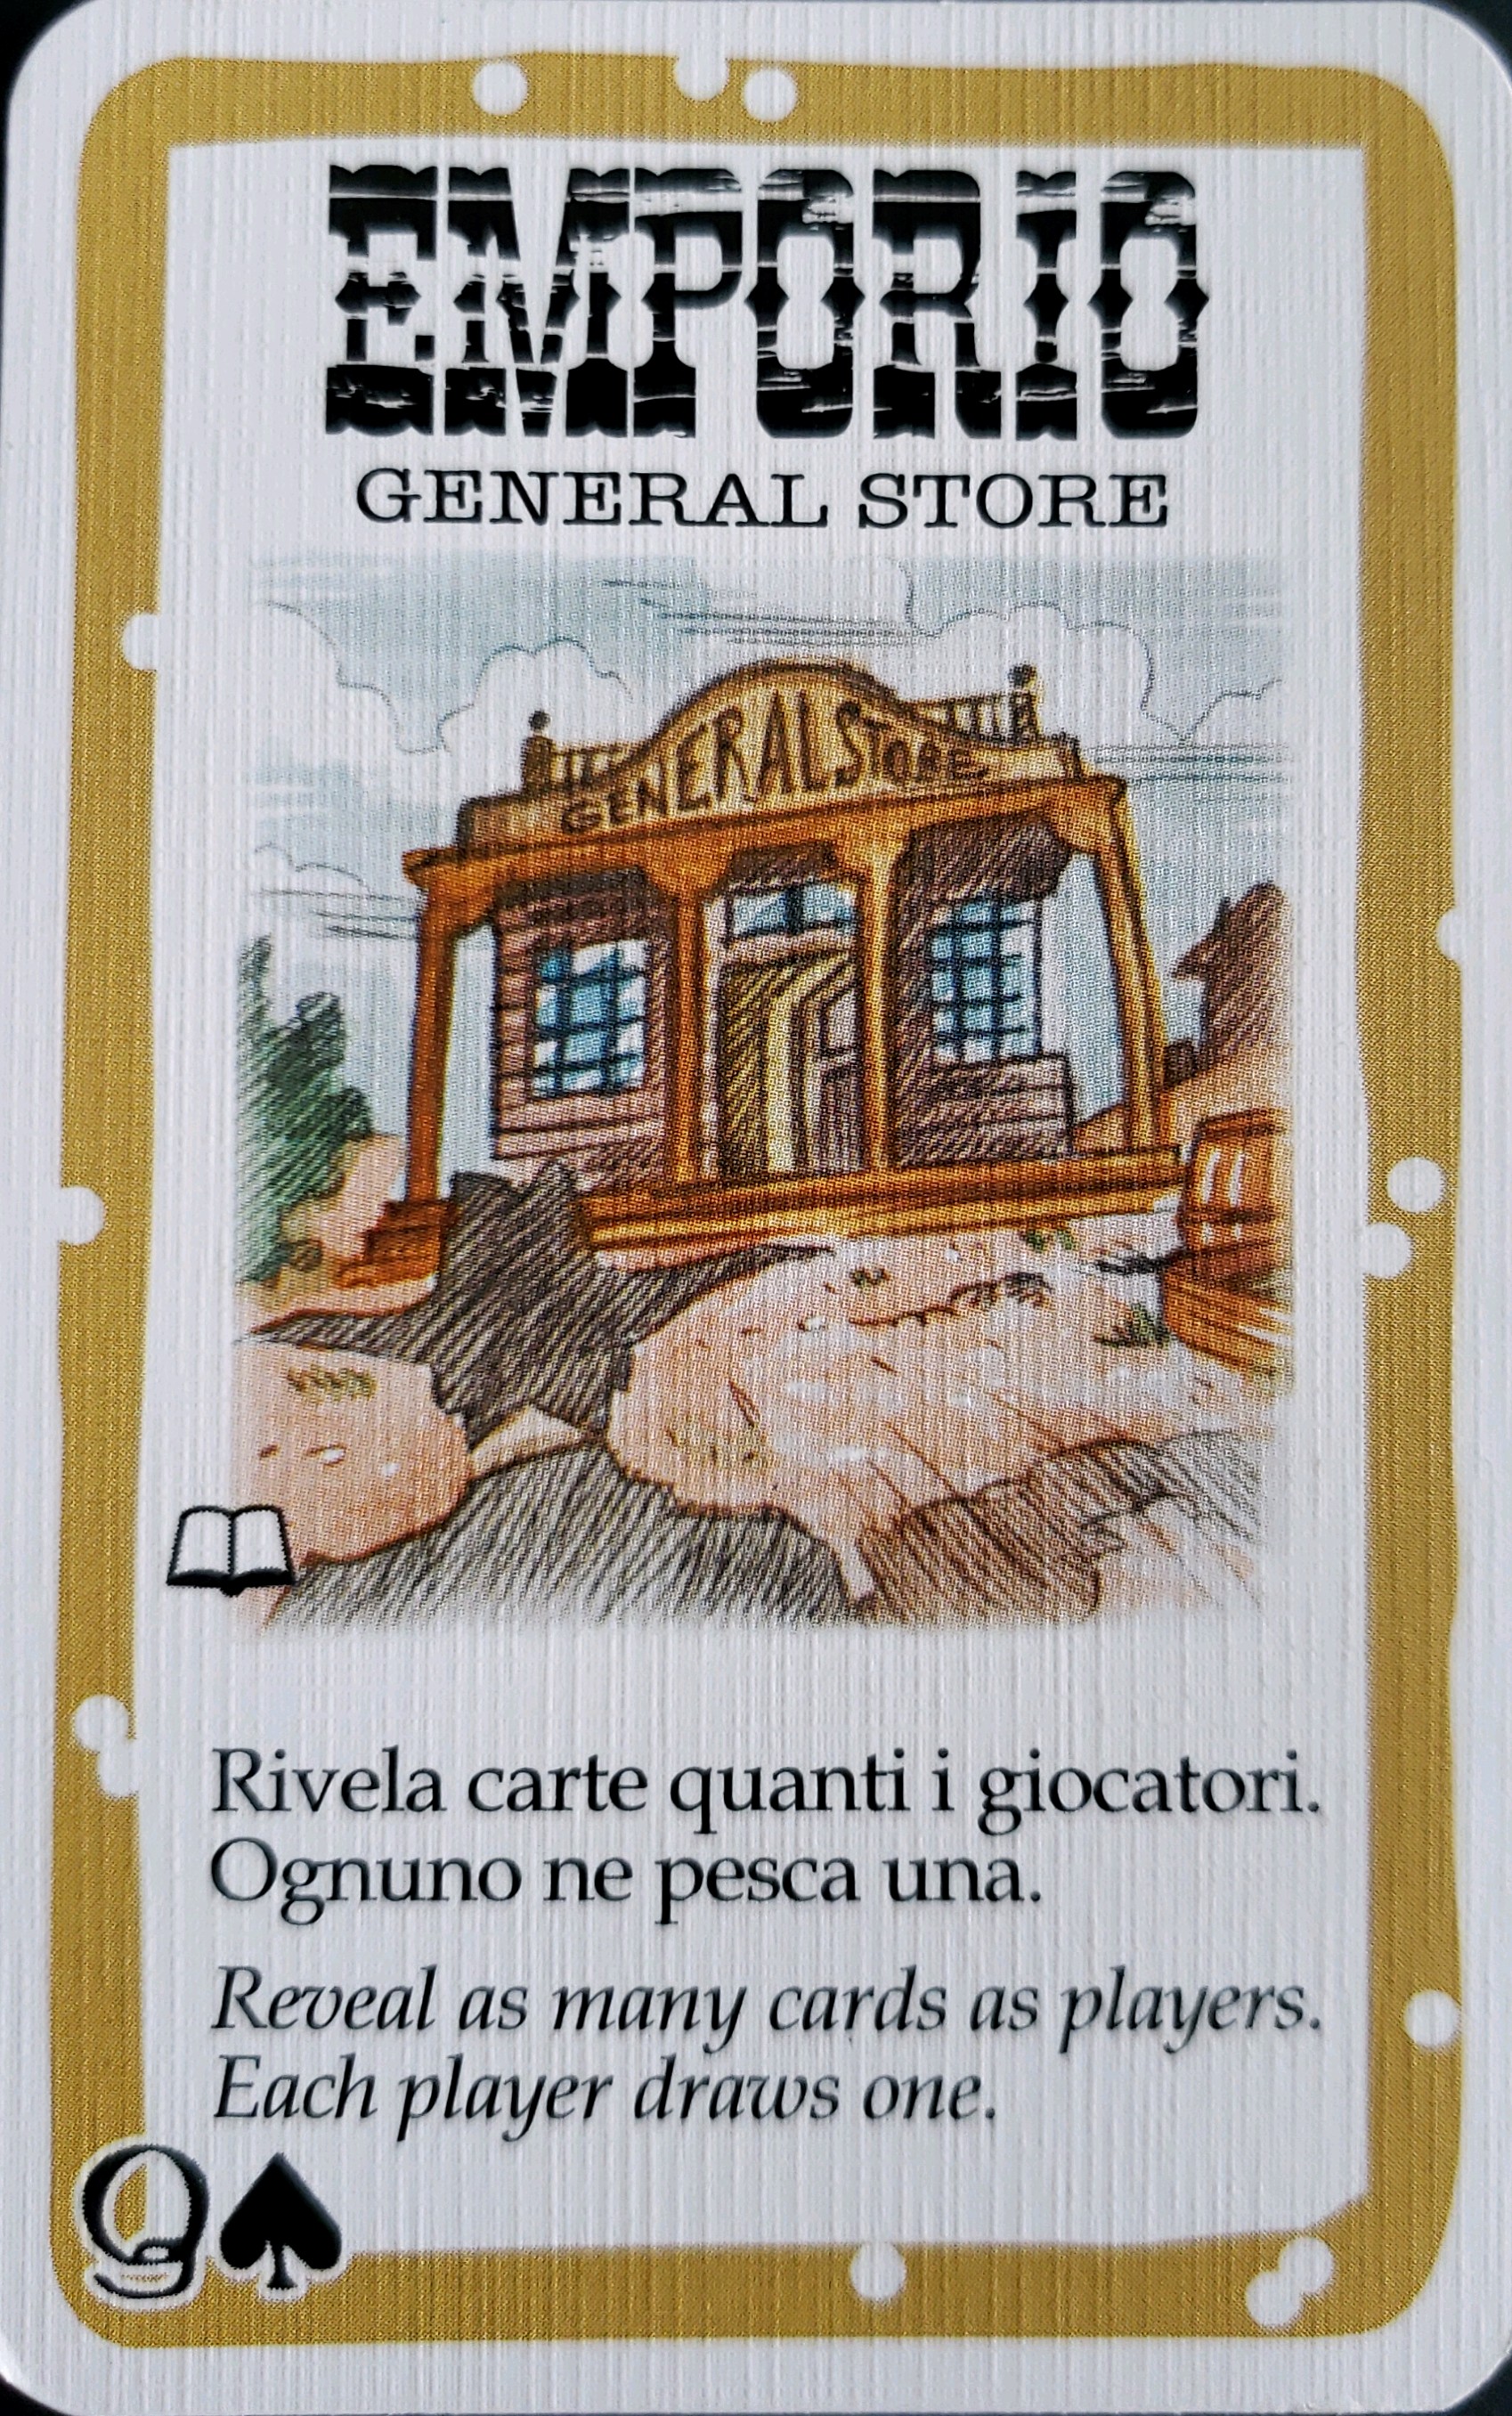 EMPORIO
GENERAL STORE
GENERAL STORE
Rivela carte quanti i giocatori.
Ognuno ne pesca una.
Reveal as many cards as players.
Each player draws one.
Q♠